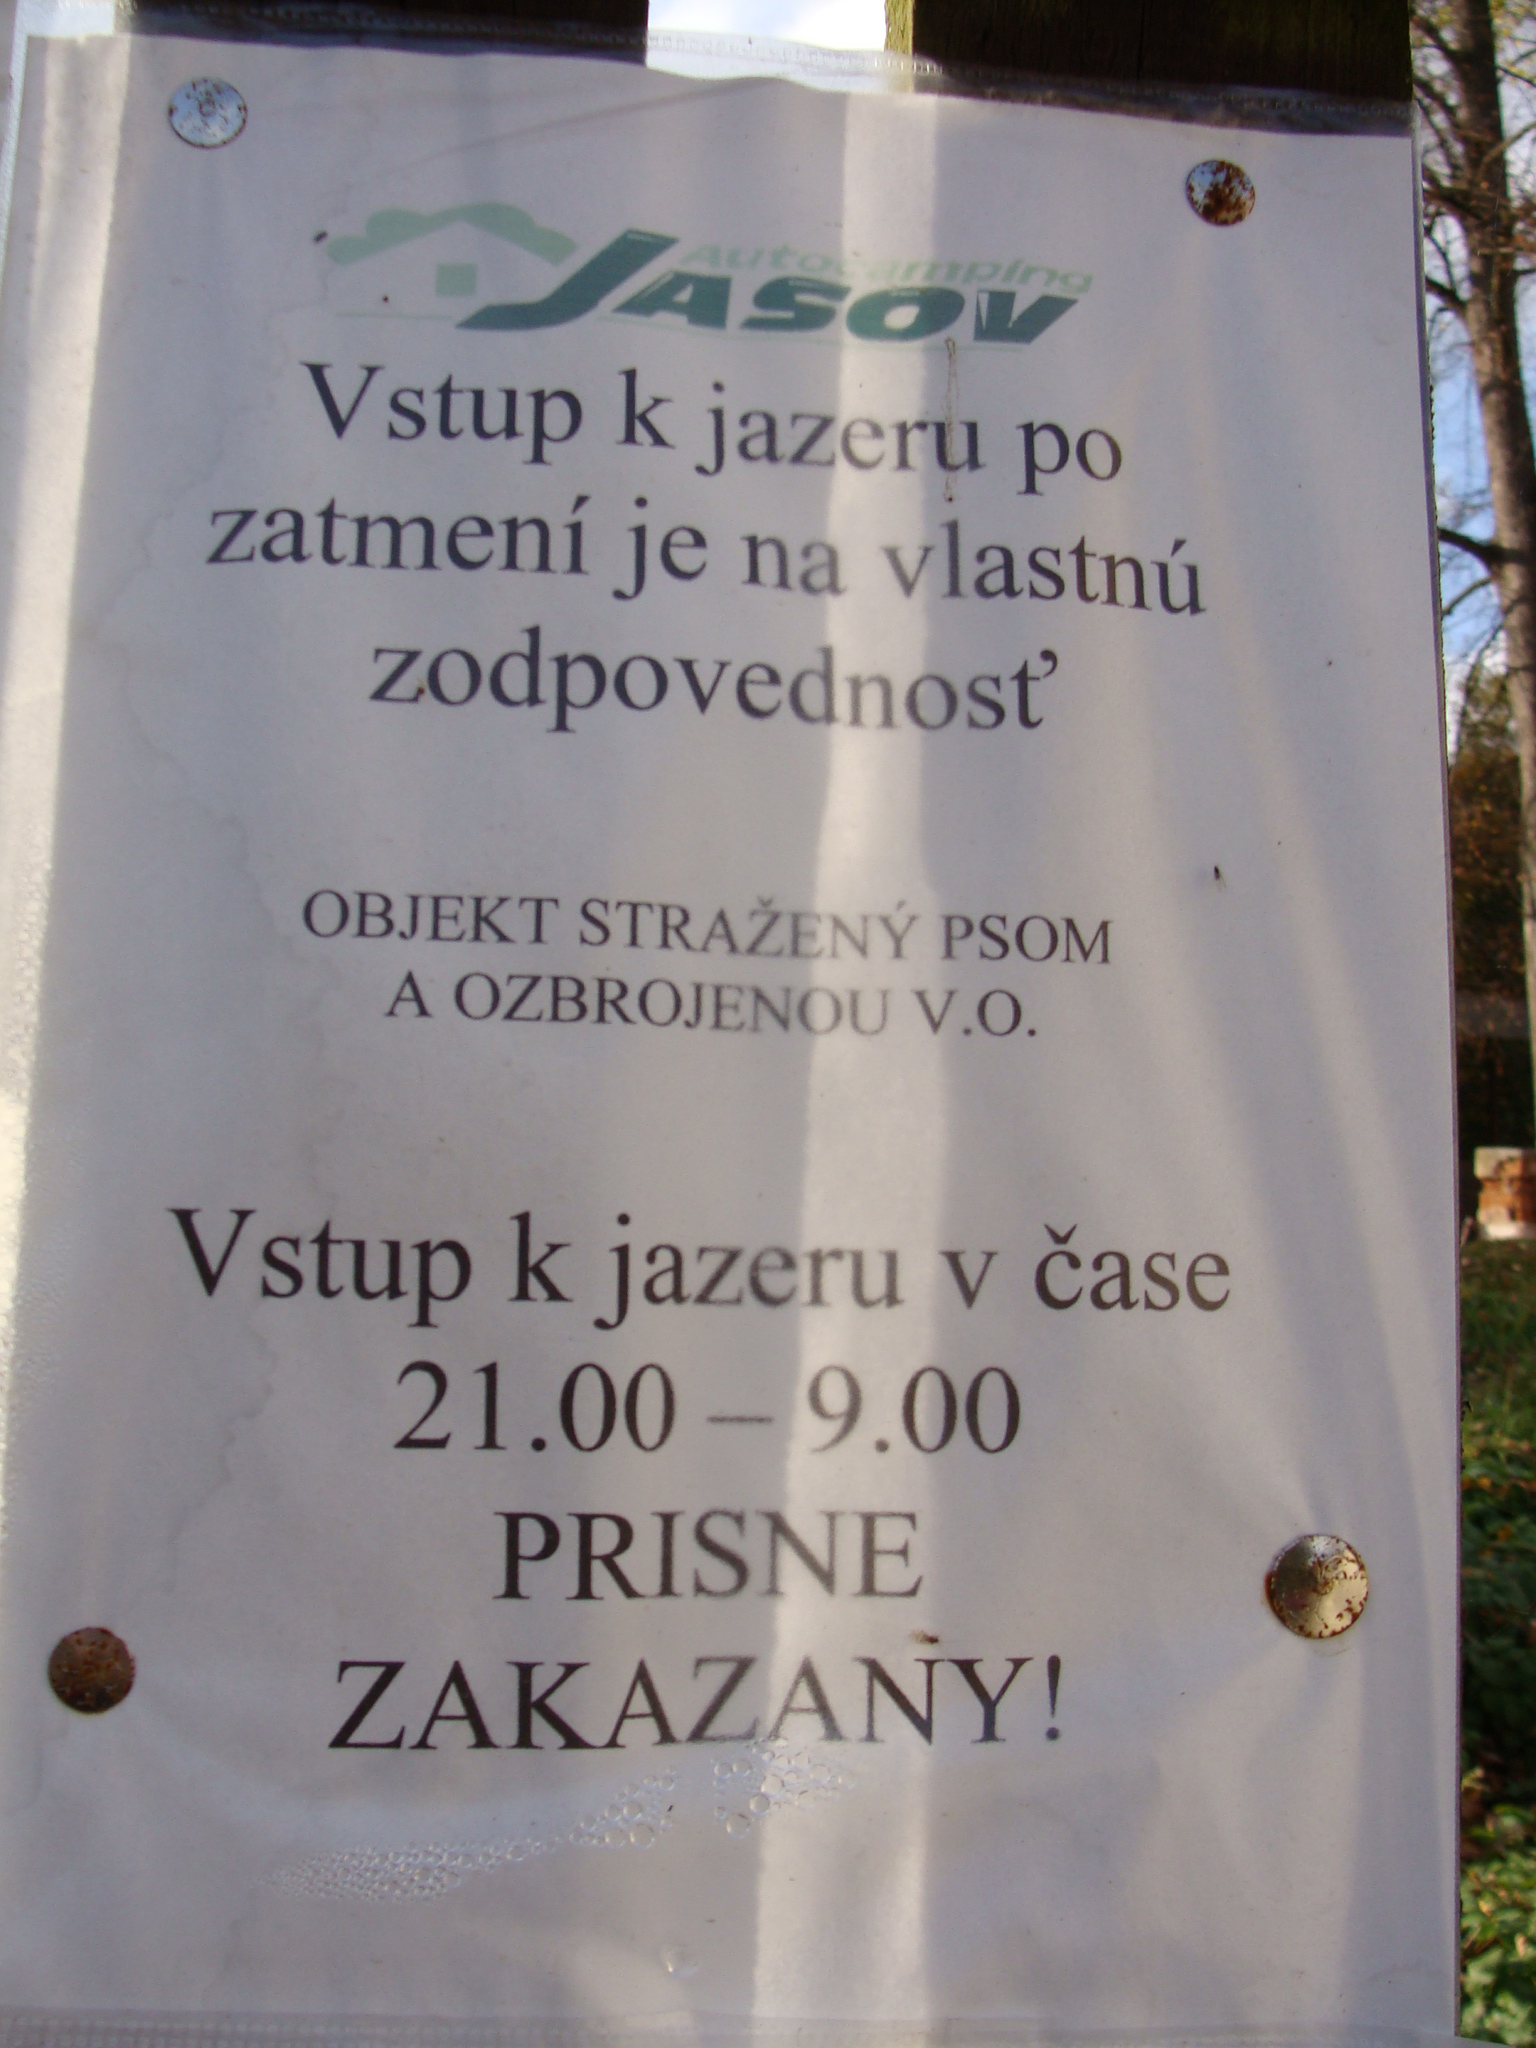 Autocamping
JASOV
Vstup k jazeru po
zatmení je na vlastnú
zodpovednosť
OBJEKT STRAŽENÝ PSOM
A OZBROJENOU V.O.
Vstup k jazeru v čase
21.00 – 9.00
PRISNE
ZAKAZANY!